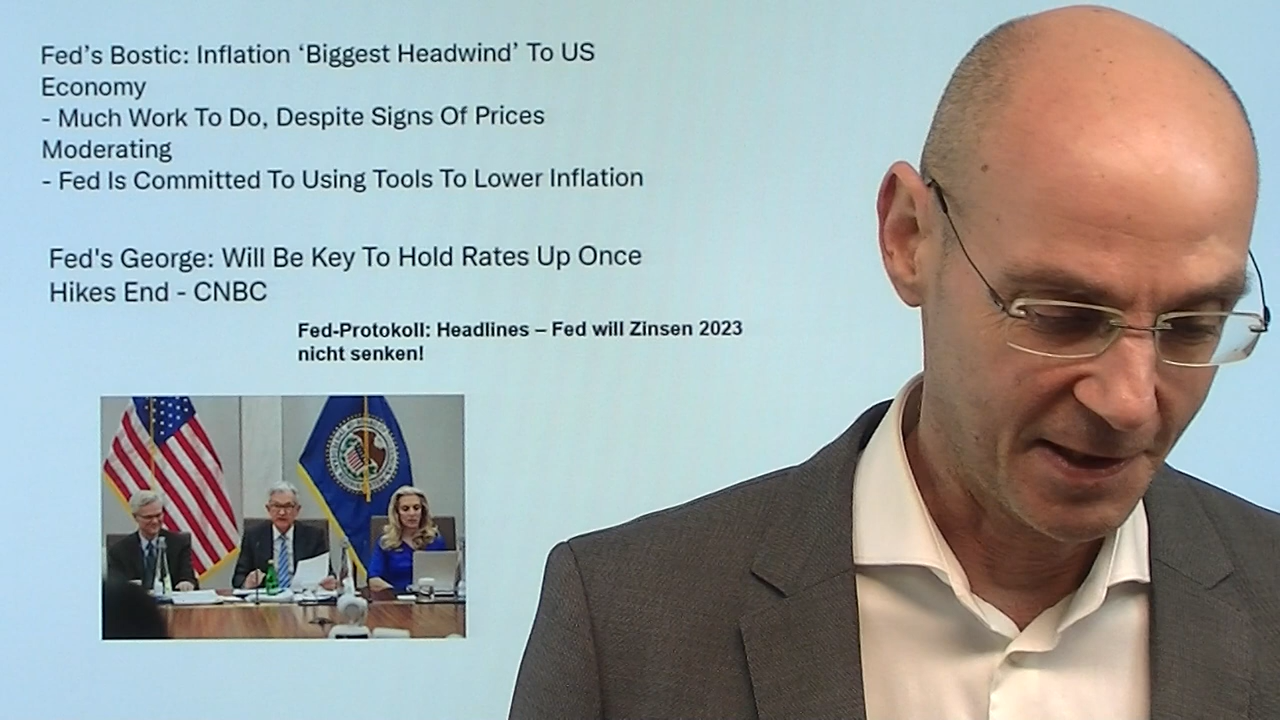 Fed’s Bostic: Inflation ‘Biggest Headwind’ To US
Economy
- Much Work To Do, Despite Signs Of Prices
Moderating
- Fed Is Committed To Using Tools To Lower Inflation
Fed's George: Will Be Key To Hold Rates Up Once
Hikes End - CNBC
Fed-Protokoll: Headlines – Fed will Zinsen 2023
nicht senken!